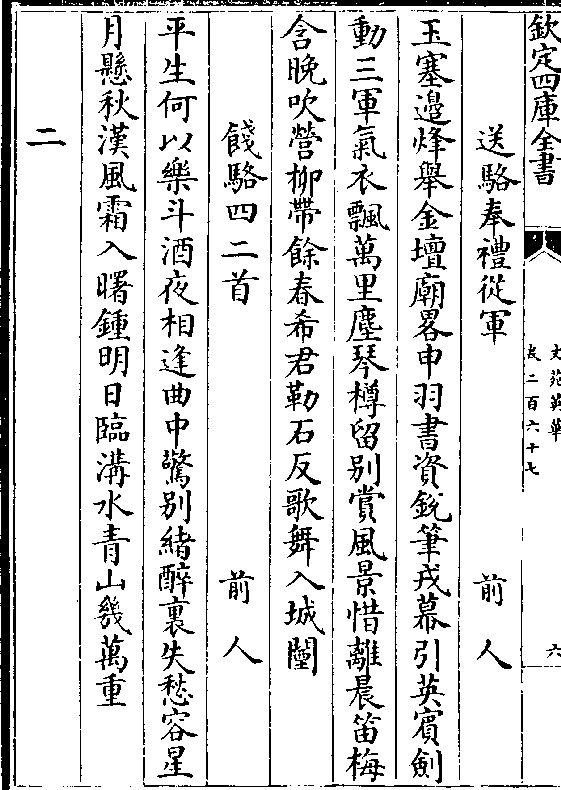 欽定四庫全書
文苑英華
卷二百六十七
六
送駱奉禮從軍 前人
玉塞邉烽舉金壇廟畧申羽書資鋭筆戎幕引英賓劍
動三軍氣衣飄萬里塵琴樽留别賞風景惜離晨笛梅
含晚吹營柳帶餘春希君勒石反歌舞入城闉
餞駱四二首 前人
平生何以樂斗酒夜相逢曲中驚别緒醉裏失愁容星
月懸秋漢風霜入曙鍾明日臨溝水青山幾萬重
二